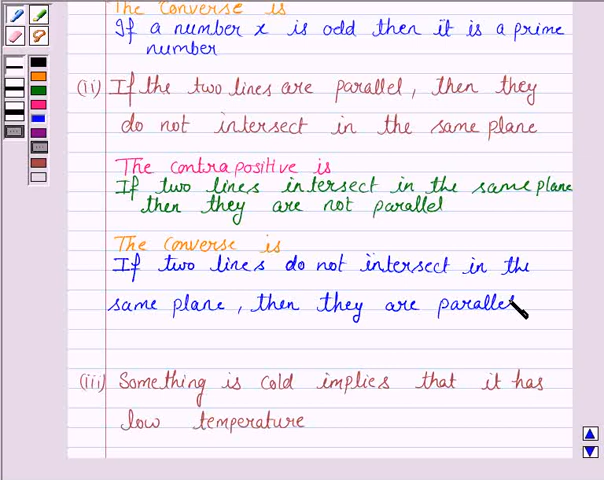 The Converse is
If a number x is odd then it is a prime
number
(ii) If the two lines are parallel, then they
do not intersect in the same plane
The contrapositive is
If two lines intersect in the same plane
then they are not parallel
The Converse is
If two lines do not intersect in the
same plane, then they are parallel
(iii) Something is cold implies that it has
low temperature